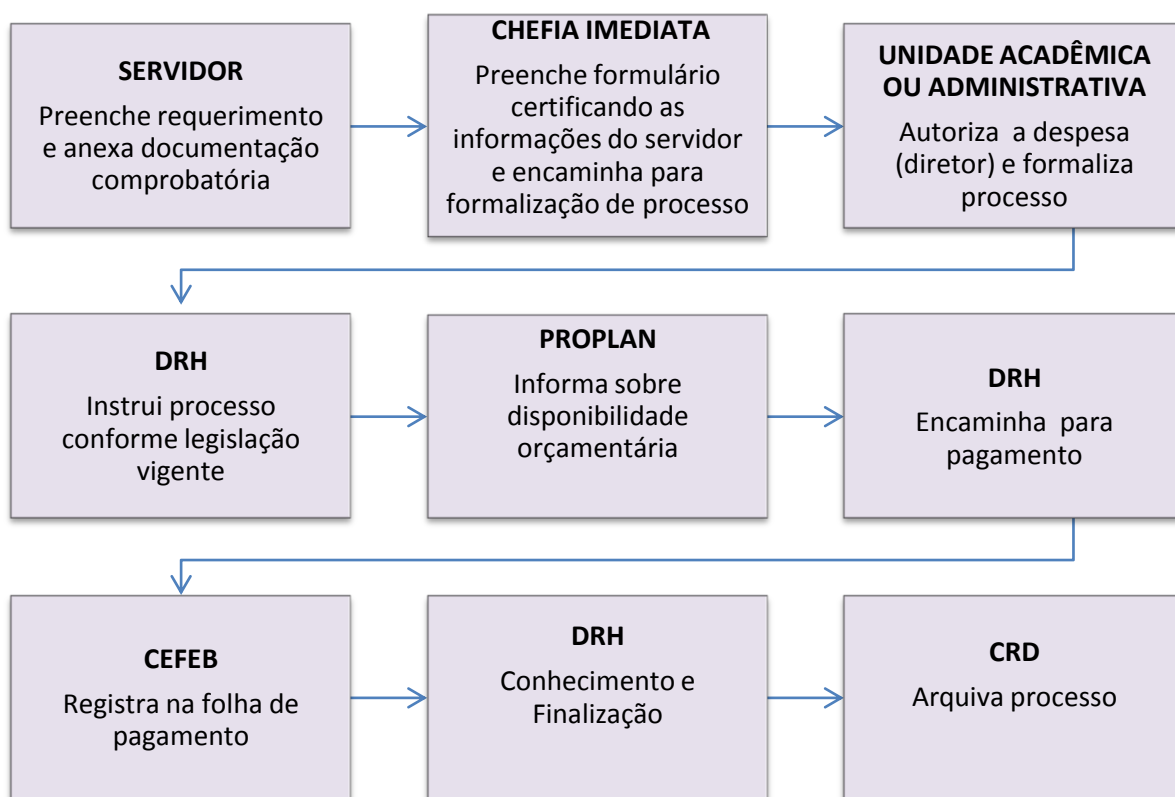 SERVIDOR
Preenche requerimento
e anexa documentação
comprobatória
CHEFIA IMEDIATA
Preenche formulário
certificando as
informações do servidor
e encaminha para
formalização de processo
UNIDADE ACADÊMICA
OU ADMINISTRATIVA
Autoriza a despesa
(diretor) e formaliza
processo
DRH
Instrui processo
conforme legislação
vigente
PROPLAN
Informa sobre
disponibilidade
orçamentária
DRH
Encaminha para
pagamento
CEFEB
Registra na folha de
pagamento
DRH
Conhecimento e
Finalização
CRD
Arquiva processo